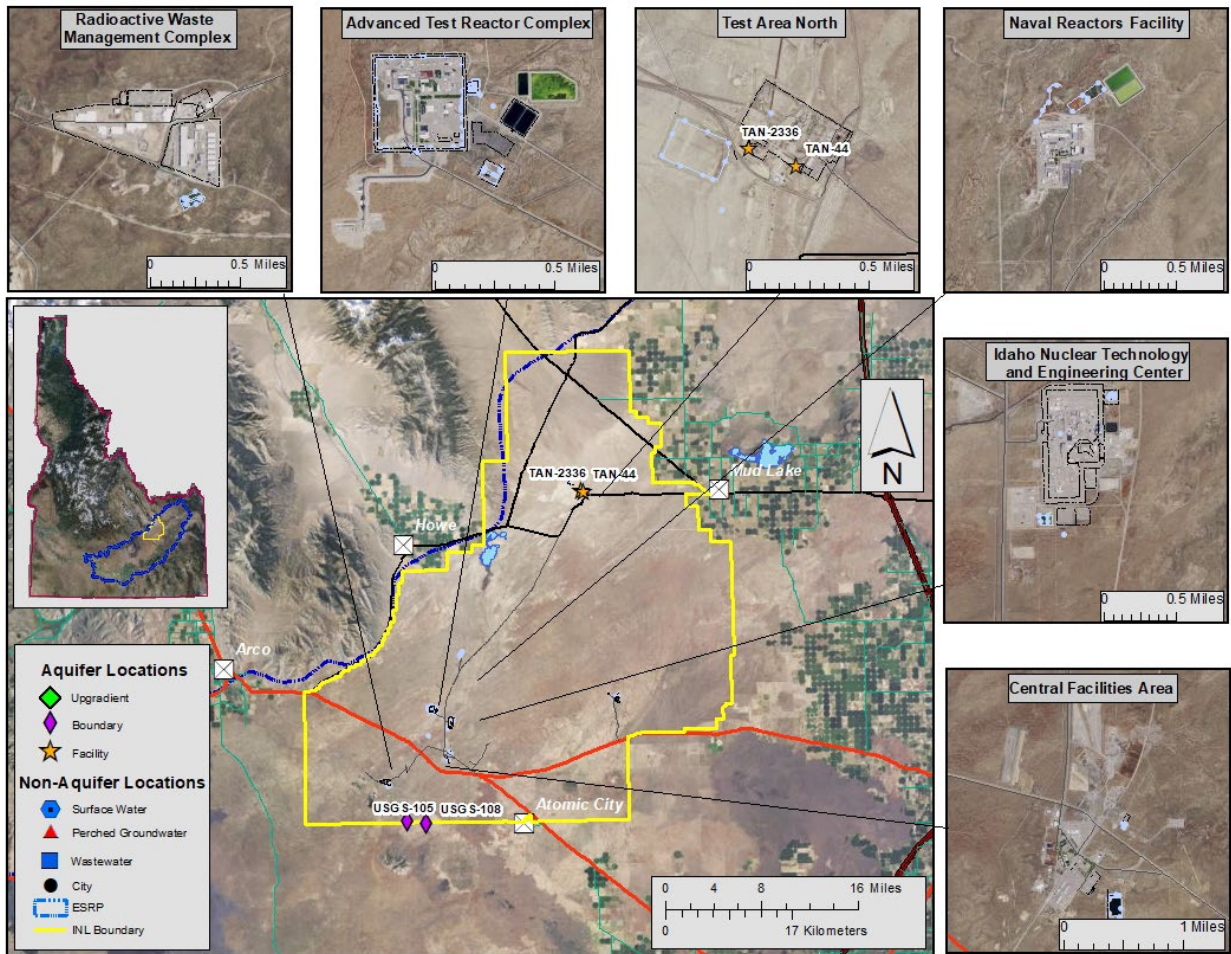 Radioactive Waste
Management Complex
0 0.5 Miles
Advanced Test Reactor Complex
0 0.5 Miles
Test Area North
TAN-2336
TAN-44
0 0.5 Miles
Naval Reactors Facility
0 0.5 Miles
N
TAN-2336 TAN-44
Mud Lake
Howe
Arco
USGS-105 USGS-108
Atomic City
0 4 8 16 Miles
0 17 Kilometers
Aquifer Locations
Upgradient
Boundary
Facility
Non-Aquifer Locations
Surface Water
Perched Groundwater
Wastewater
City
ESRP
INL Boundary
Idaho Nuclear Technology
and Engineering Center
0 0.5 Miles
Central Facilities Area
0 1 Miles